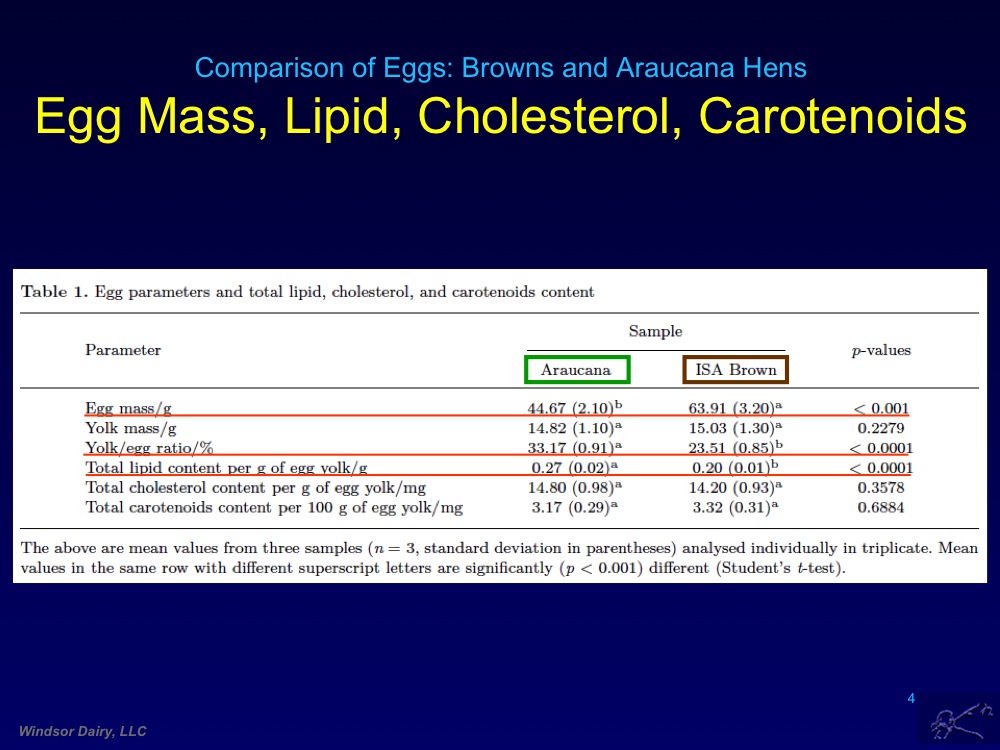 Comparison of Eggs: Browns and Araucana Hens
Egg Mass, Lipid, Cholesterol, Carotenoids
Table 1. Egg parameters and total lipid, cholesterol, and carotenoids content
Sample
Parameter p-values
Araucana ISA Brown
Egg mass/g 44.67 (2.10)ᵇ 63.91 (3.20)ᵃ < 0.001
Yolk mass/g 14.82 (1.10)ᵃ 15.03 (1.30)ᵃ 0.2279
Yolk/egg ratio/% 33.17 (0.91)ᵃ 23.51 (0.85)ᵇ < 0.0001
Total lipid content per g of egg yolk/g 0.27 (0.02)ᵃ 0.20 (0.01)ᵇ < 0.0001
Total cholesterol content per g of egg yolk/mg 14.80 (0.98)ᵃ 14.20 (0.93)ᵃ 0.3578
Total carotenoids content per 100 g of egg yolk/mg 3.17 (0.29)ᵃ 3.32 (0.31)ᵃ 0.6884
The above are mean values from three samples (n = 3, standard deviation in parentheses) analysed individually in triplicate. Mean
values in the same row with different superscript letters are significantly (p < 0.001) different (Student's t-test).
4
Windsor Dairy, LLC